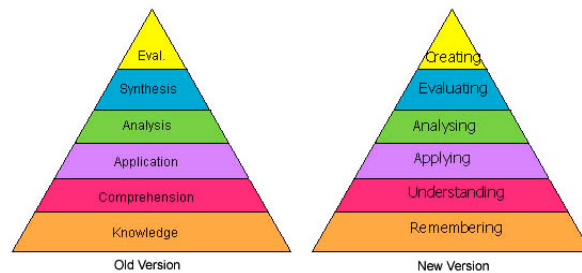 Eval.
Synthesis
Analysis
Application
Comprehension
Knowledge
Old Version
Creating
Evaluating
Analysing
Applying
Understanding
Remembering
New Version